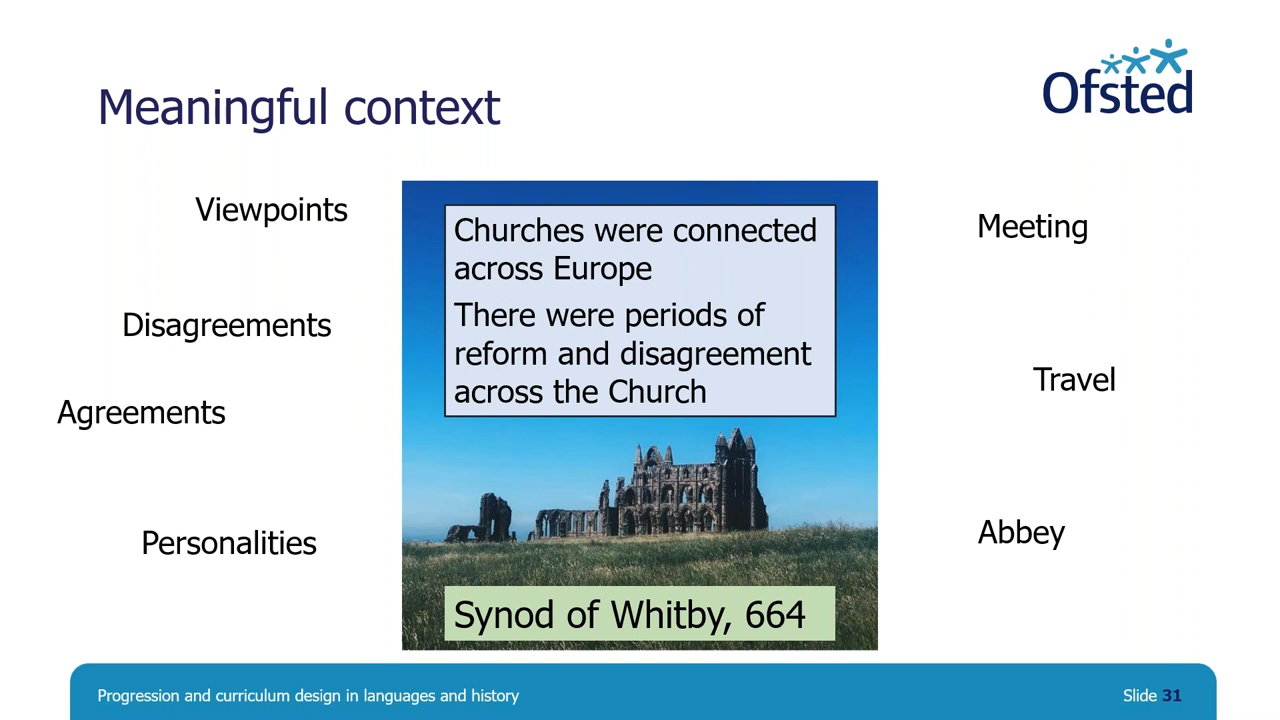 Ofsted
Meaningful context
Viewpoints
Disagreements
Agreements
Personalities
Churches were connected
across Europe
There were periods of
reform and disagreement
across the Church
Synod of Whitby, 664
Meeting
Travel
Abbey
Progression and curriculum design in languages and history
Slide 31